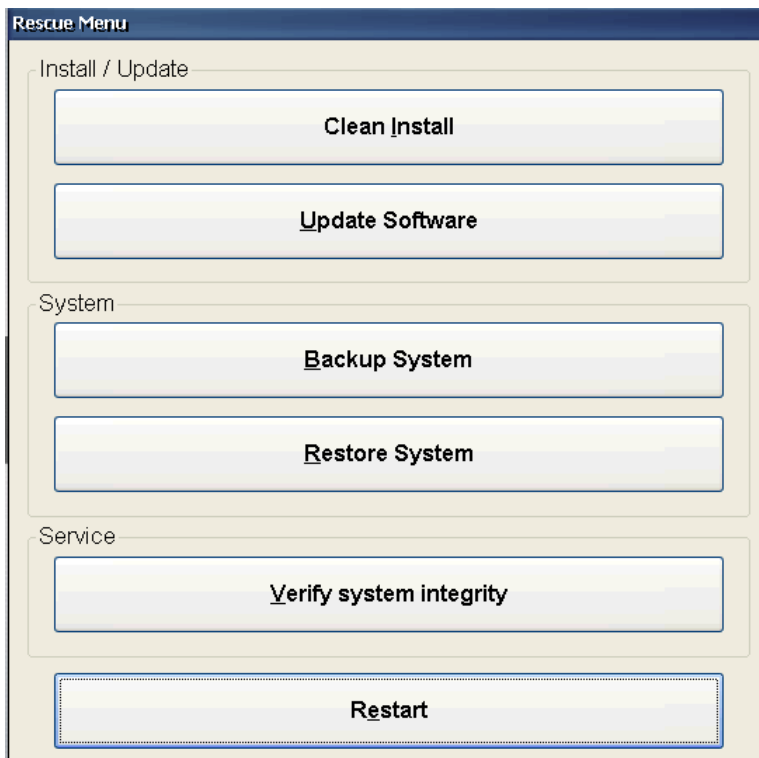 Rescue Menu
Install / Update
Clean Install
Update Software
System
Backup System
Restore System
Service
Verify system integrity
Restart